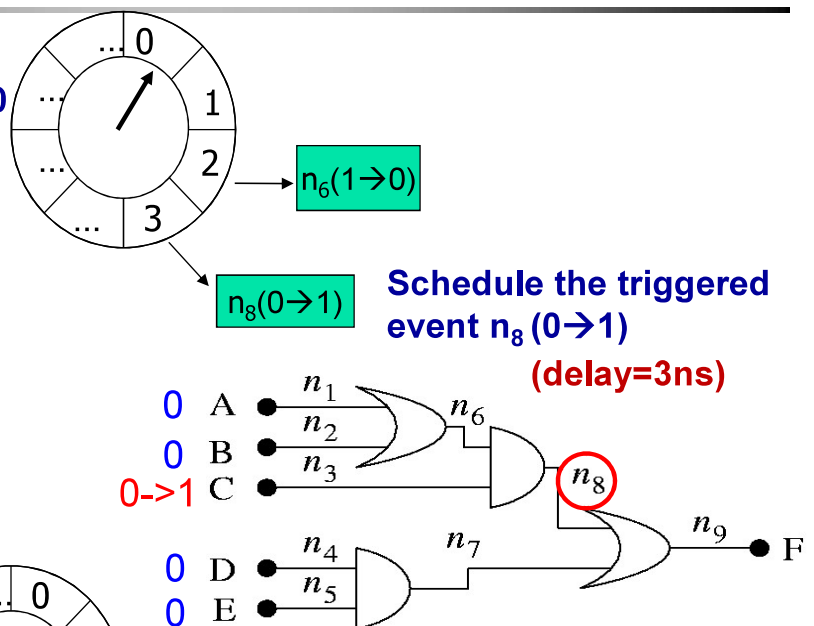 ... 0
0 ... 1
... 2
n₆(1→0)
... 3
n₈(0→1)
Schedule the triggered
event n₈ (0→1)
(delay=3ns)
0 A n₁
n₂ n₆
0 B
n₃
0->1 C
n₈
n₉ F
n₄ n₇
0 D
n₅
0 E
.. 0